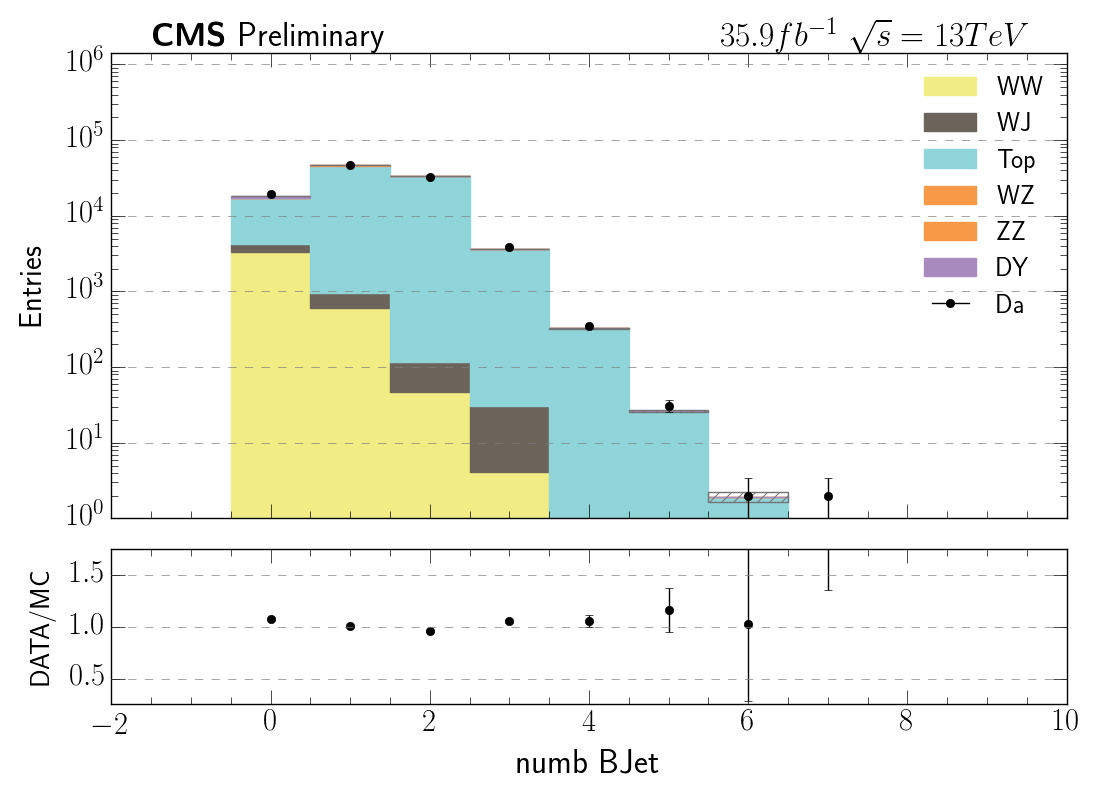 CMS Preliminary
35.9fb⁻¹ √s = 13TeV
Entries
10⁶
10⁵
10⁴
10³
10²
10¹
10⁰
WW
WJ
Top
WZ
ZZ
DY
Da
DATA/MC
1.5
1.0
0.5
−2 0 2 4 6 8 10
numb BJet